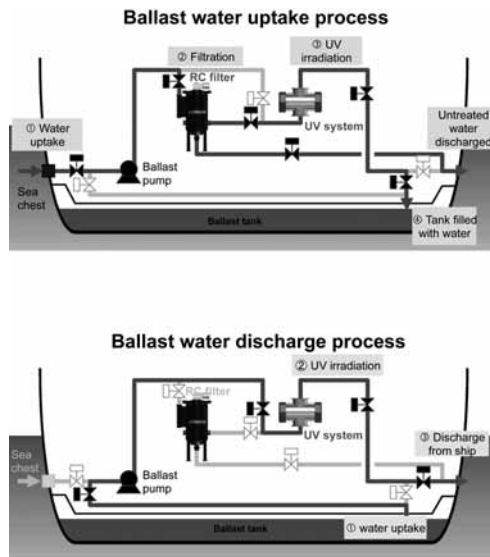 Ballast water uptake process
③ UV
irradiation
② Filtration
RC filter
Untreated
water
discharged
① Water
uptake
UV system
Ballast
pump
Sea
chest
Ballast tank
④ Tank filled
with water
Ballast water discharge process
② UV irradiation
RC filter
UV system
③ Discharge
from ship
Sea
chest
Ballast
pump
Ballast tank
① water uptake